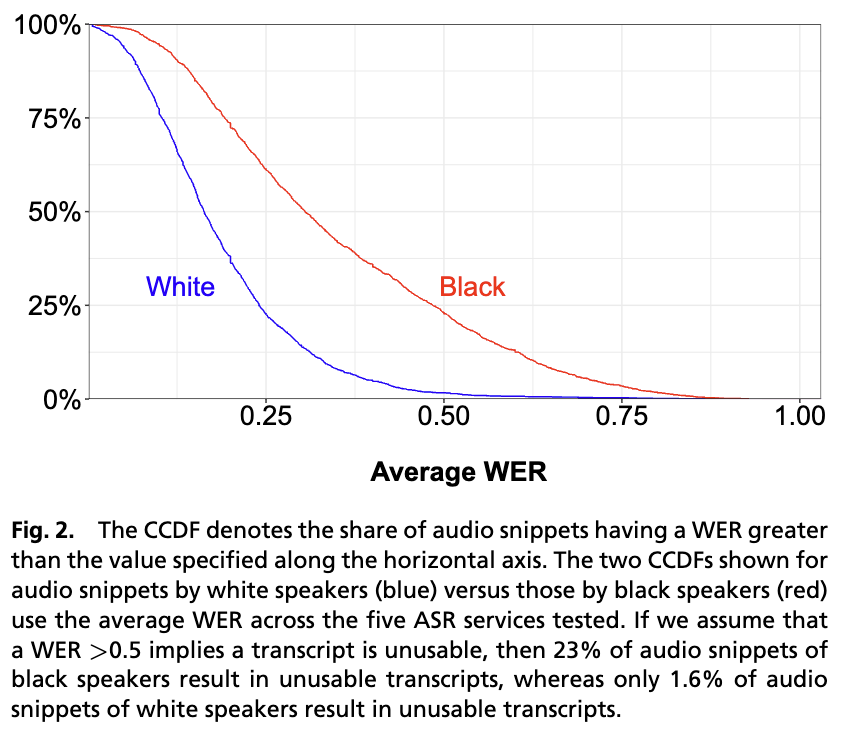 100%
75%
50%
25%
0%
White
Black
0.25
0.50
0.75
1.00
Average WER
Fig. 2. The CCDF denotes the share of audio snippets having a WER greater
than the value specified along the horizontal axis. The two CCDFs shown for
audio snippets by white speakers (blue) versus those by black speakers (red)
use the average WER across the five ASR services tested. If we assume that
a WER >0.5 implies a transcript is unusable, then 23% of audio snippets of
black speakers result in unusable transcripts, whereas only 1.6% of audio
snippets of white speakers result in unusable transcripts.